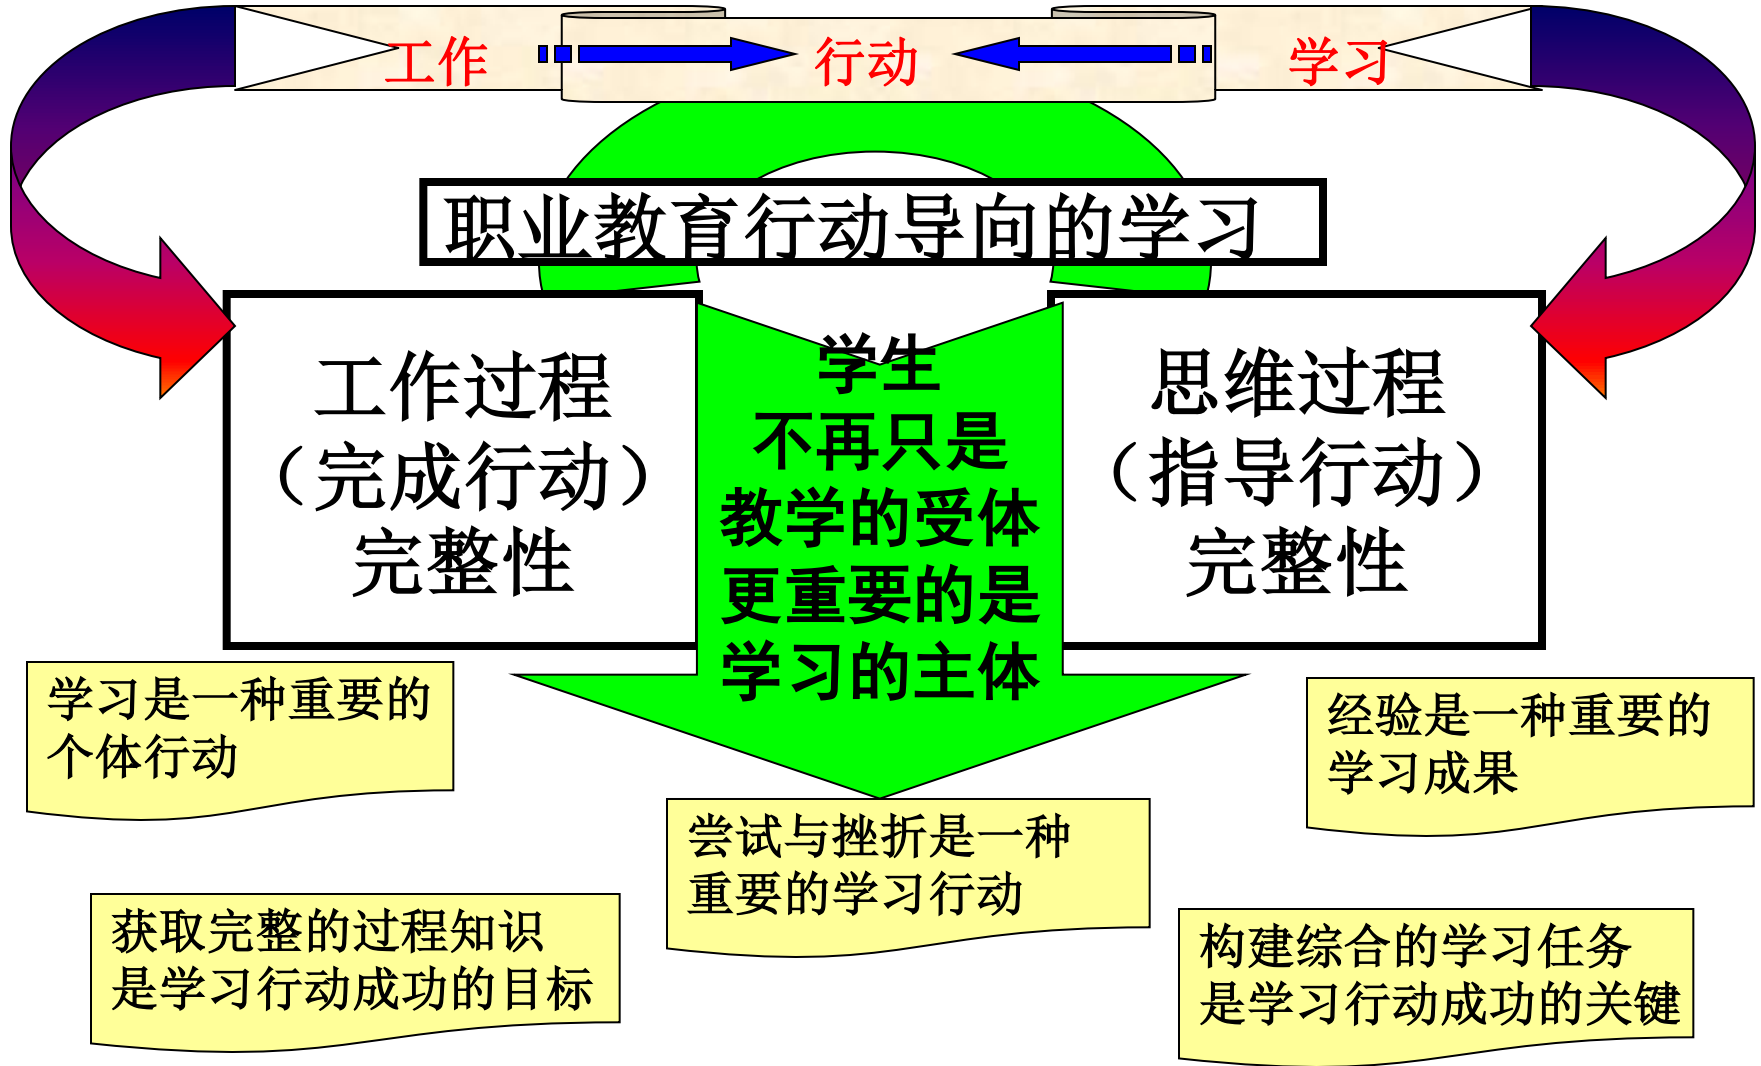 工作
行动
学习
职业教育行动导向的学习
工作过程
（完成行动）
完整性
学生
不再只是
教学的受体
更重要的是
学习的主体
思维过程
（指导行动）
完整性
学习是一种重要的
个体行动
经验是一种重要的
学习成果
尝试与挫折是一种
重要的学习行动
获取完整的过程知识
是学习行动成功的目标
构建综合的学习任务
是学习行动成功的关键